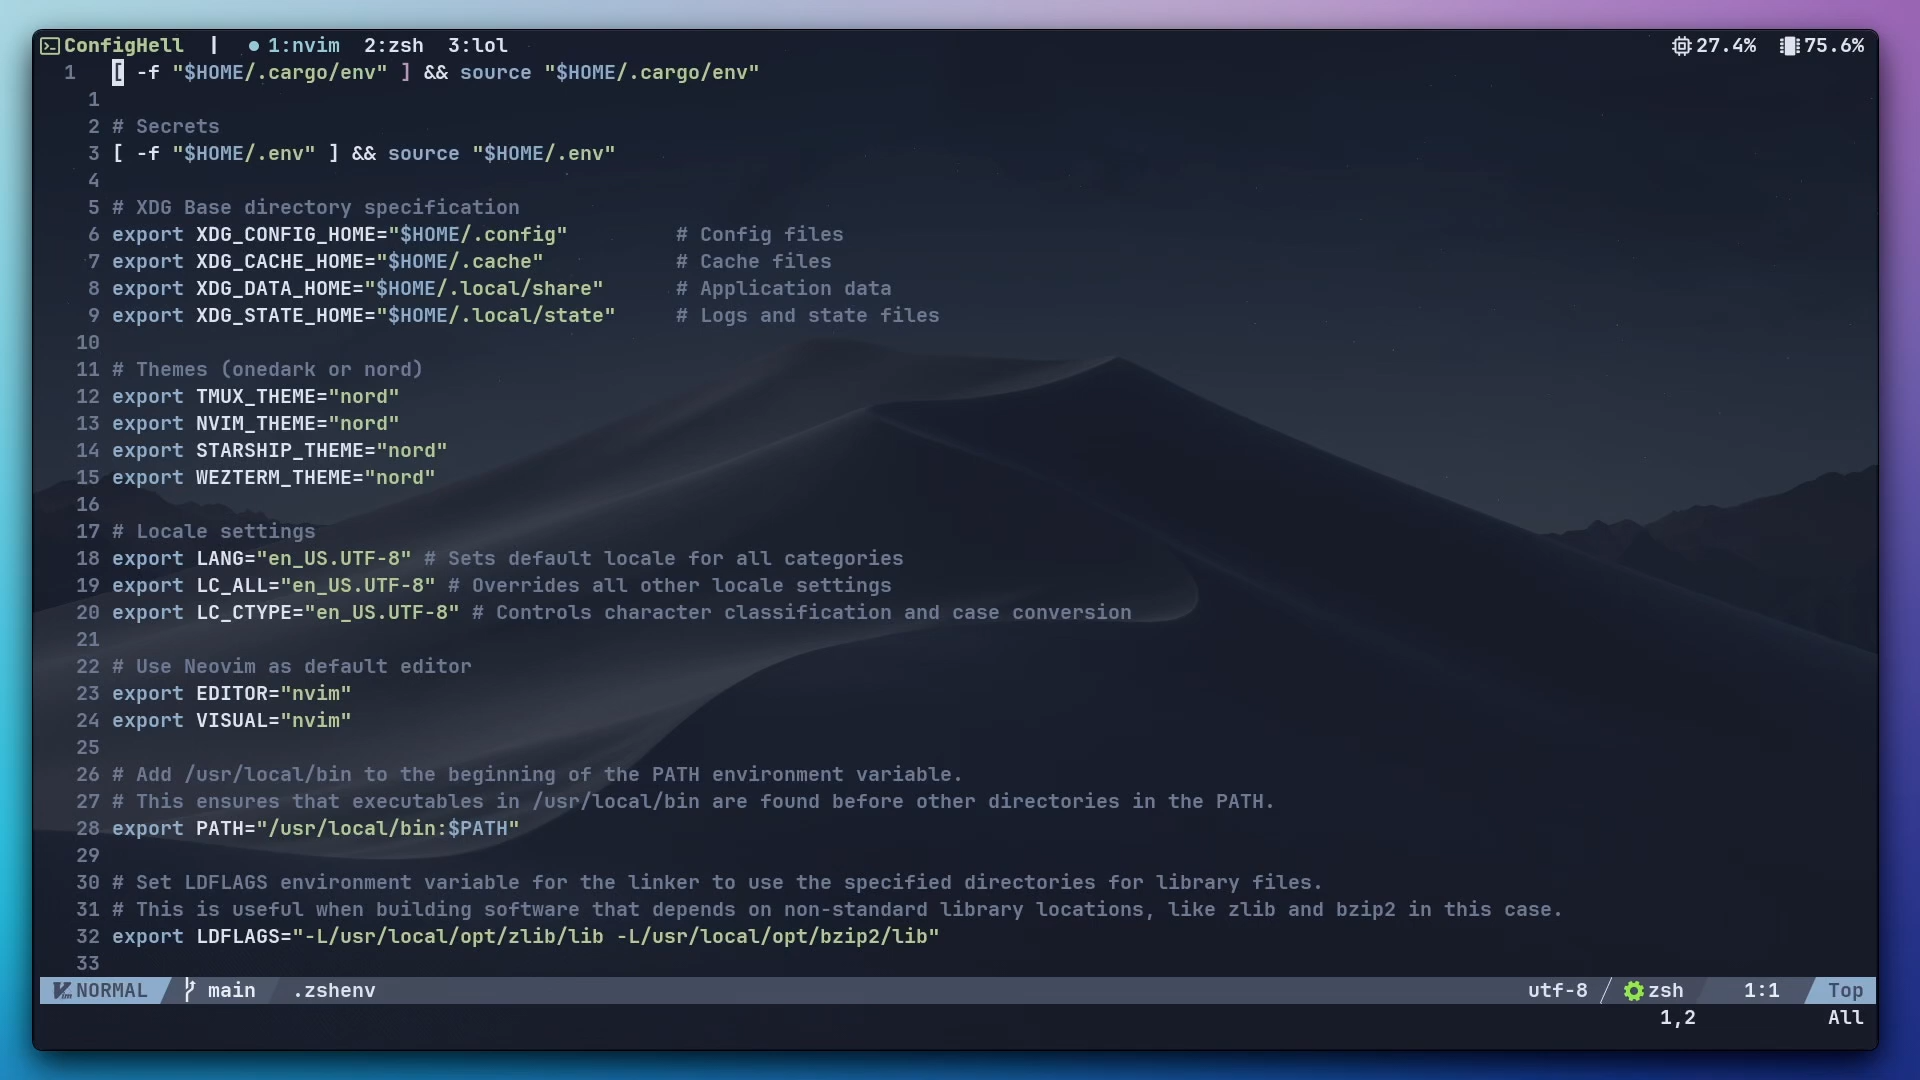 ConfigHell | ● 1:nvim 2:zsh 3:lol 27.4% 75.6%
1 [ -f "$HOME/.cargo/env" ] && source "$HOME/.cargo/env"
1
2 # Secrets
3 [ -f "$HOME/.env" ] && source "$HOME/.env"
4
5 # XDG Base directory specification
6 export XDG_CONFIG_HOME="$HOME/.config" # Config files
7 export XDG_CACHE_HOME="$HOME/.cache" # Cache files
8 export XDG_DATA_HOME="$HOME/.local/share" # Application data
9 export XDG_STATE_HOME="$HOME/.local/state" # Logs and state files
10
11 # Themes (onedark or nord)
12 export TMUX_THEME="nord"
13 export NVIM_THEME="nord"
14 export STARSHIP_THEME="nord"
15 export WEZTERM_THEME="nord"
16
17 # Locale settings
18 export LANG="en_US.UTF-8" # Sets default locale for all categories
19 export LC_ALL="en_US.UTF-8" # Overrides all other locale settings
20 export LC_CTYPE="en_US.UTF-8" # Controls character classification and case conversion
21
22 # Use Neovim as default editor
23 export EDITOR="nvim"
24 export VISUAL="nvim"
25
26 # Add /usr/local/bin to the beginning of the PATH environment variable.
27 # This ensures that executables in /usr/local/bin are found before other directories in the PATH.
28 export PATH="/usr/local/bin:$PATH"
29
30 # Set LDFLAGS environment variable for the linker to use the specified directories for library files.
31 # This is useful when building software that depends on non-standard library locations, like zlib and bzip2 in this case.
32 export LDFLAGS="-L/usr/local/opt/zlib/lib -L/usr/local/opt/bzip2/lib"
33
NORMAL main .zshenv utf-8 zsh 1:1 Top
1,2 All